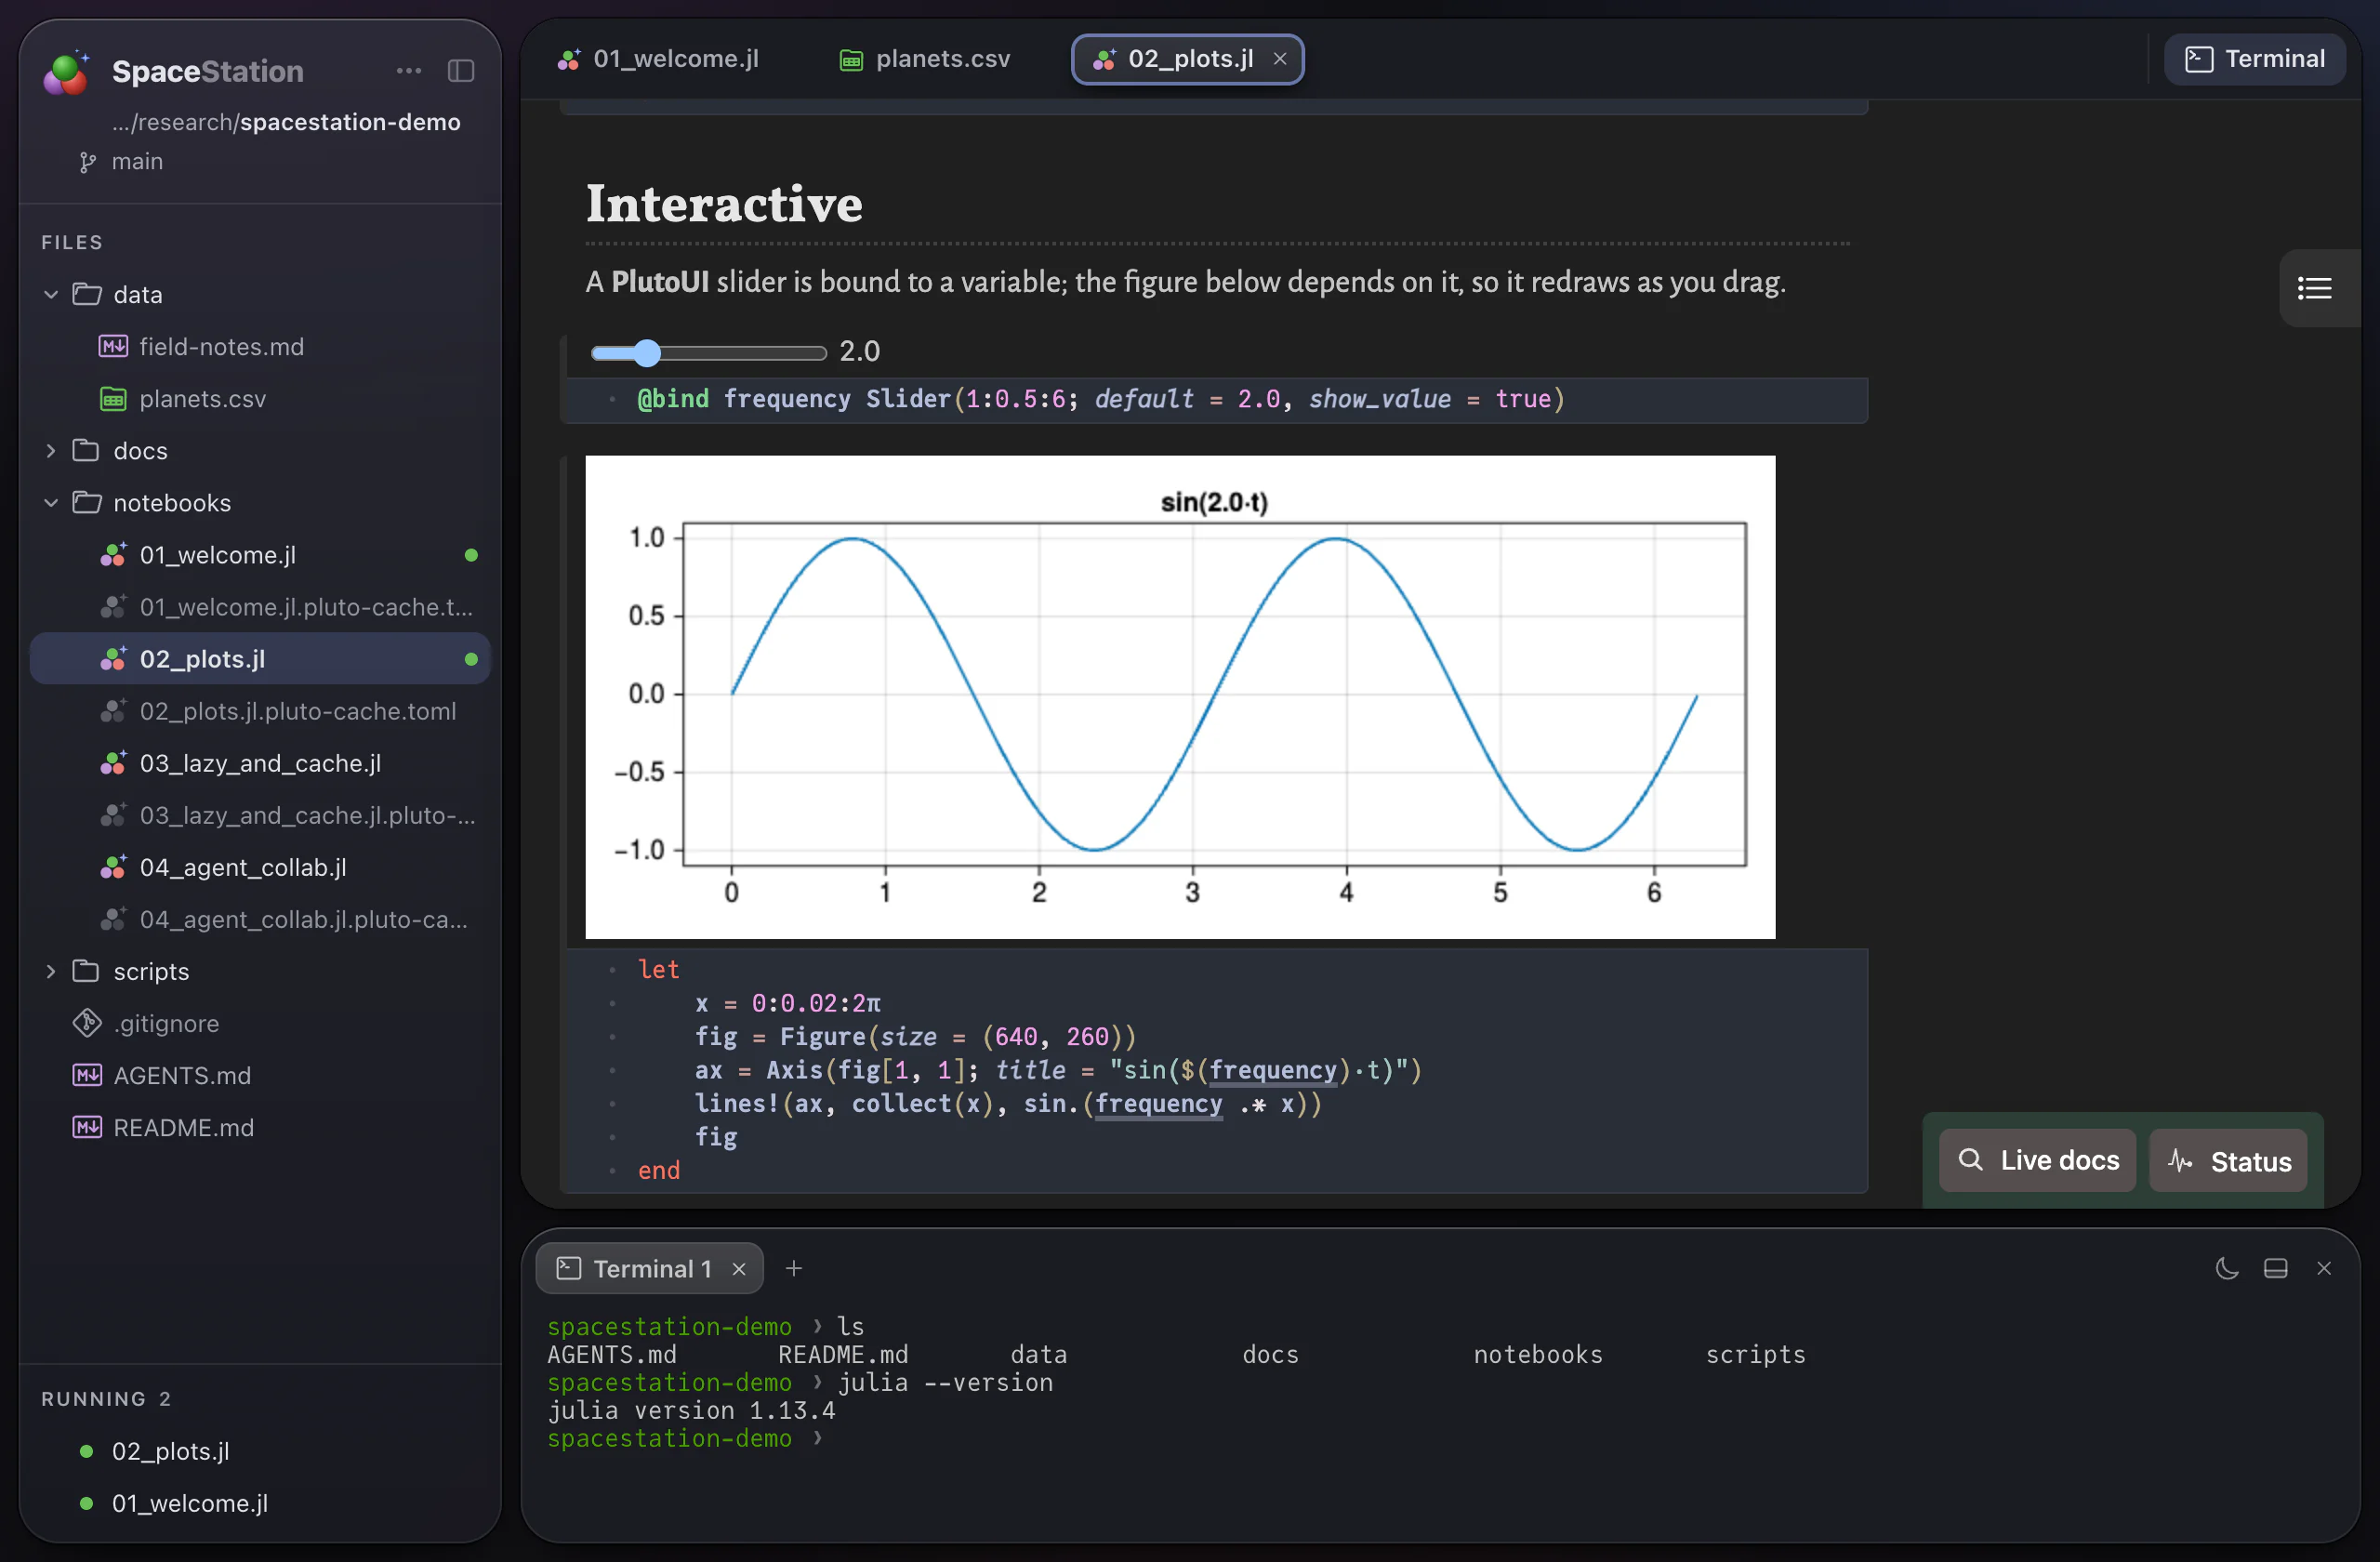 SpaceStation
.../research/spacestation-demo
main
FILES
data
field-notes.md
planets.csv
docs
notebooks
01_welcome.jl
01_welcome.jl.pluto-cache.t...
02_plots.jl
02_plots.jl.pluto-cache.toml
03_lazy_and_cache.jl
03_lazy_and_cache.jl.pluto-...
04_agent_collab.jl
04_agent_collab.jl.pluto-ca...
scripts
.gitignore
AGENTS.md
README.md
RUNNING 2
02_plots.jl
01_welcome.jl
01_welcome.jl planets.csv 02_plots.jl Terminal
Interactive
A PlutoUI slider is bound to a variable; the figure below depends on it, so it redraws as you drag.
2.0
@bind frequency Slider(1:0.5:6; default = 2.0, show_value = true)
sin(2.0·t)
1.0
0.5
0.0
−0.5
−1.0
0 1 2 3 4 5 6
let
x = 0:0.02:2π
fig = Figure(size = (640, 260))
ax = Axis(fig[1, 1]; title = "sin($(frequency)·t)")
lines!(ax, collect(x), sin.(frequency .* x))
fig
end
Live docs Status
Terminal 1
spacestation-demo › ls
AGENTS.md README.md data docs notebooks scripts
spacestation-demo › julia --version
julia version 1.13.4
spacestation-demo ›